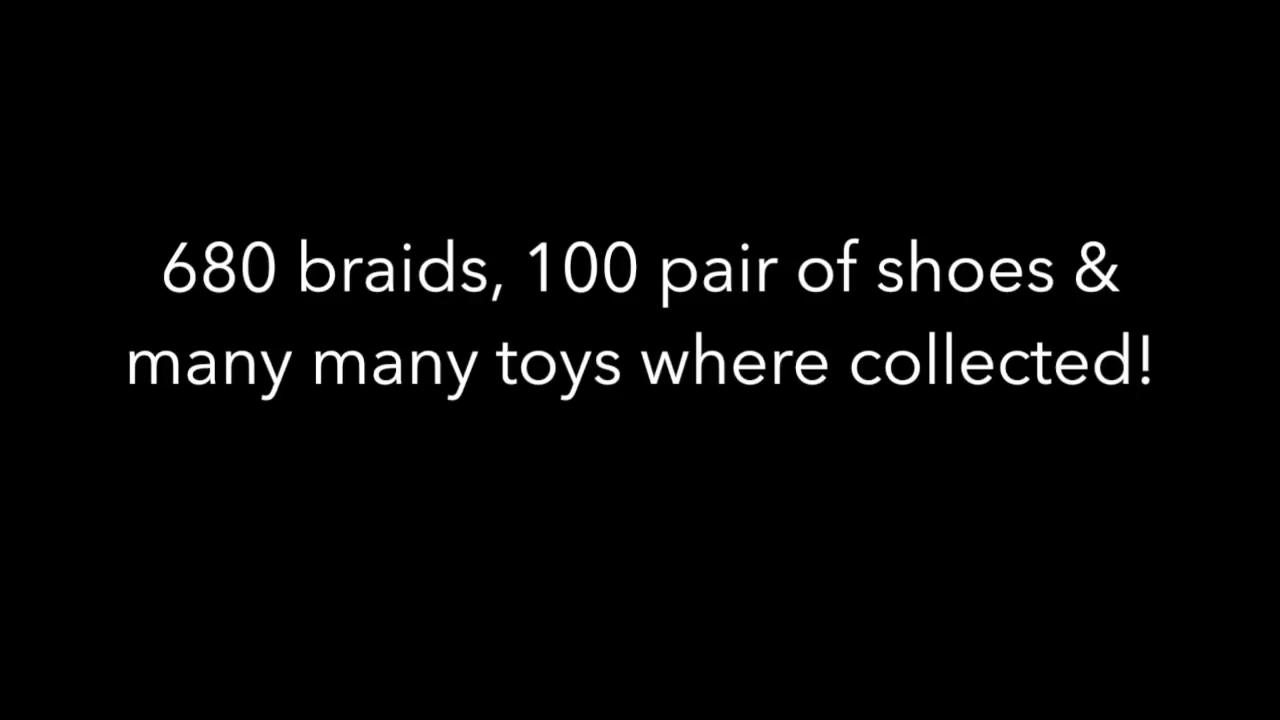 680 braids, 100 pair of shoes &
many many toys where collected!